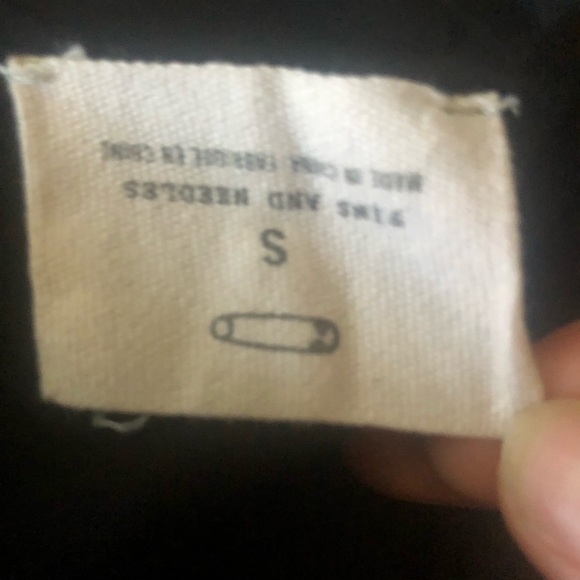 S
PINS AND NEEDLES
MADE IN CHINA FABRIQUE EN CHINE